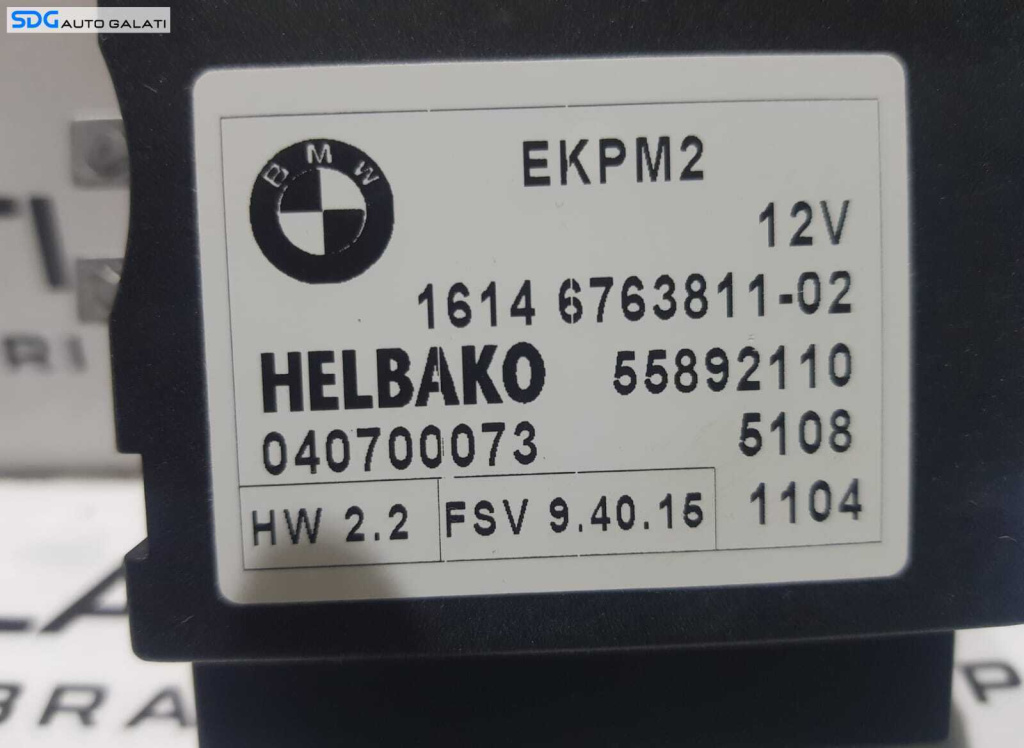 SDG AUTO GALATI
BMW
EKPM2
12V
1614 6763811-02
HELBAKO 55892110
040700073 5108
HW 2.2 FSV 9.40.15 1104